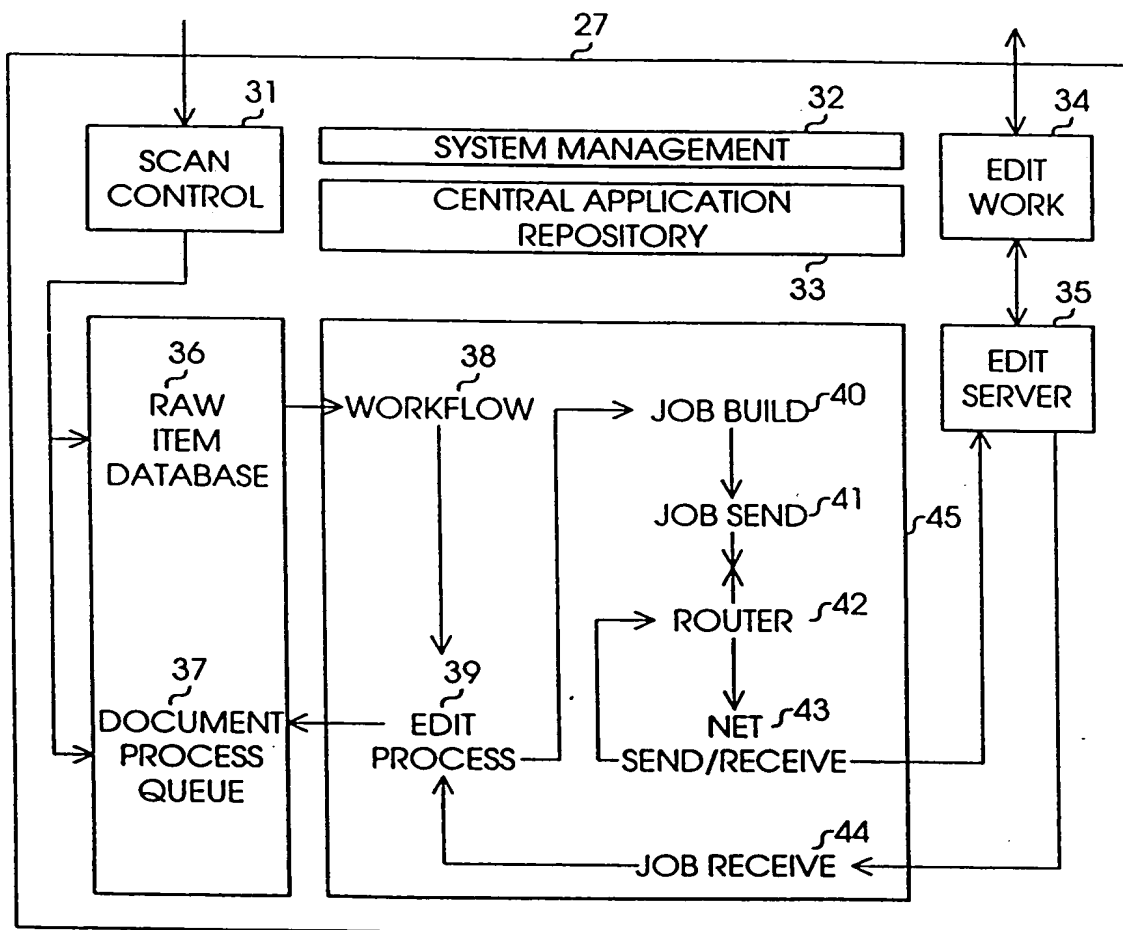 27
31
SCAN
CONTROL
32
SYSTEM MANAGEMENT
CENTRAL APPLICATION
REPOSITORY
33
34
EDIT
WORK
35
EDIT
SERVER
36
RAW
ITEM
DATABASE
37
DOCUMENT
PROCESS
QUEUE
38
WORKFLOW
39
EDIT
PROCESS
JOB BUILD 40
JOB SEND 41
ROUTER 42
NET 43
SEND/RECEIVE
44
JOB RECEIVE
45